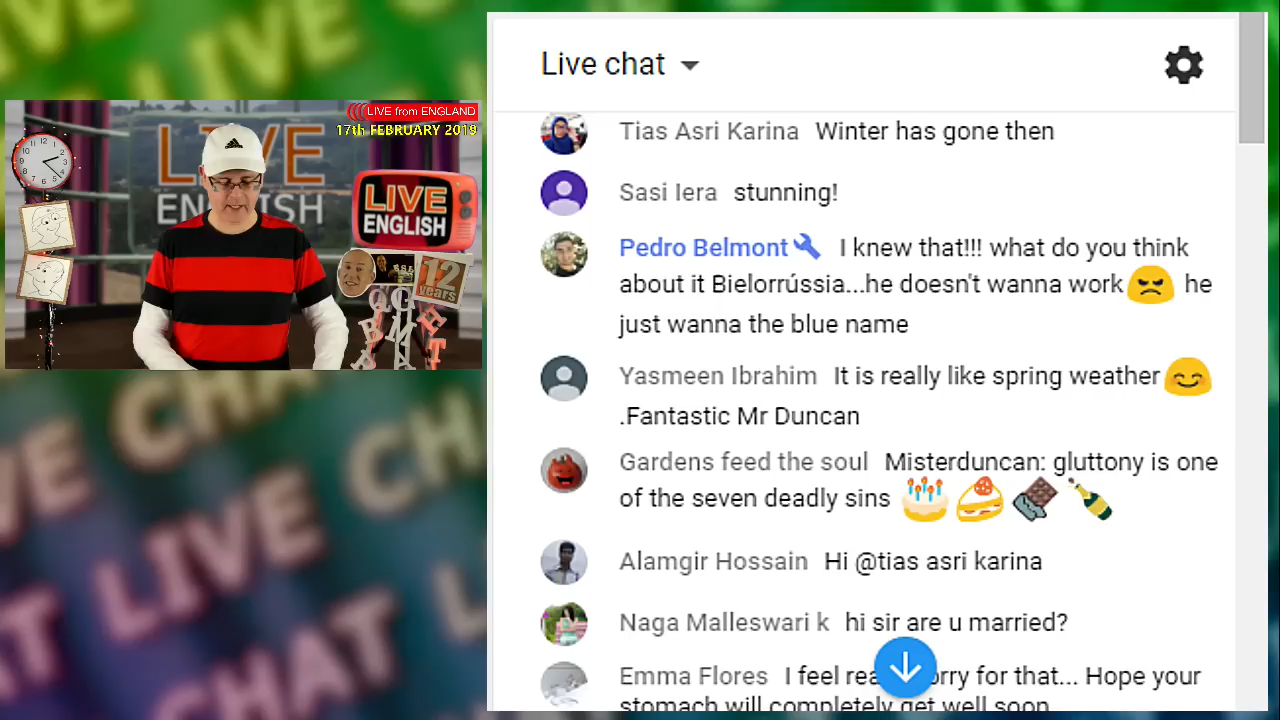 LIVE from ENGLAND
17th FEBRUARY 2019
LIVE
ENGLISH
LIVE
ENGLISH
12
years
Live chat
Tias Asri Karina Winter has gone then
Sasi Iera stunning!
Pedro Belmont I knew that!!! what do you think
about it Bielorrússia...he doesn't wanna work😠 he
just wanna the blue name
Yasmeen Ibrahim It is really like spring weather😊
.Fantastic Mr Duncan
Gardens feed the soul Misterduncan: gluttony is one
of the seven deadly sins 🎂🍰🍫🍾
Alamgir Hossain Hi @tias asri karina
Naga Malleswari k hi sir are u married?
Emma Flores I feel for that... Hope your
stomach will completely get well soon
LIVE CHAT
LIVE CHAT